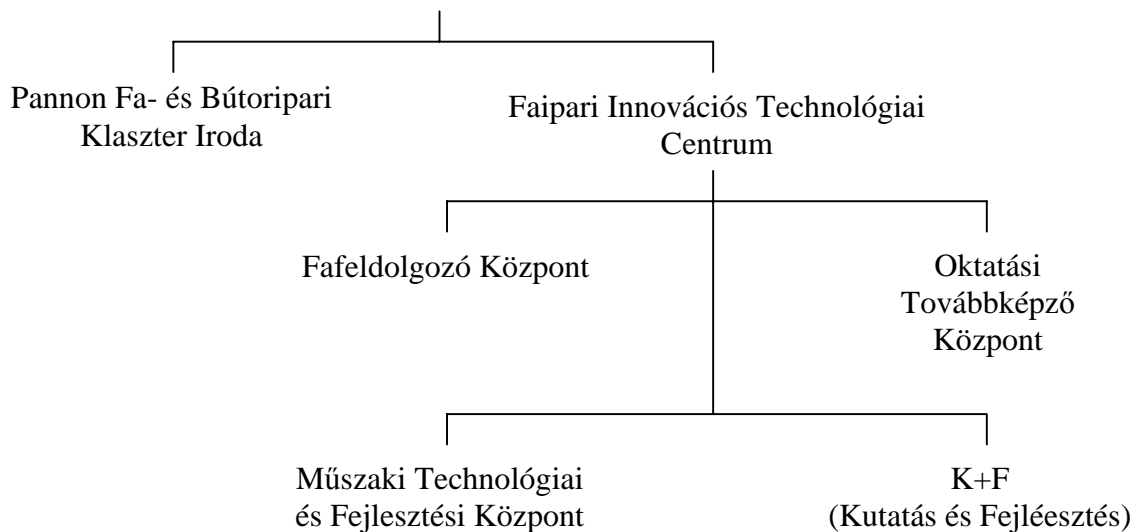 Pannon Fa- és Bútoripari
Klaszter Iroda
Faipari Innovációs Technológiai
Centrum
Fafeldolgozó Központ
Oktatási
Továbbképző
Központ
Műszaki Technológiai
és Fejlesztési Központ
K+F
(Kutatás és Fejléesztés)